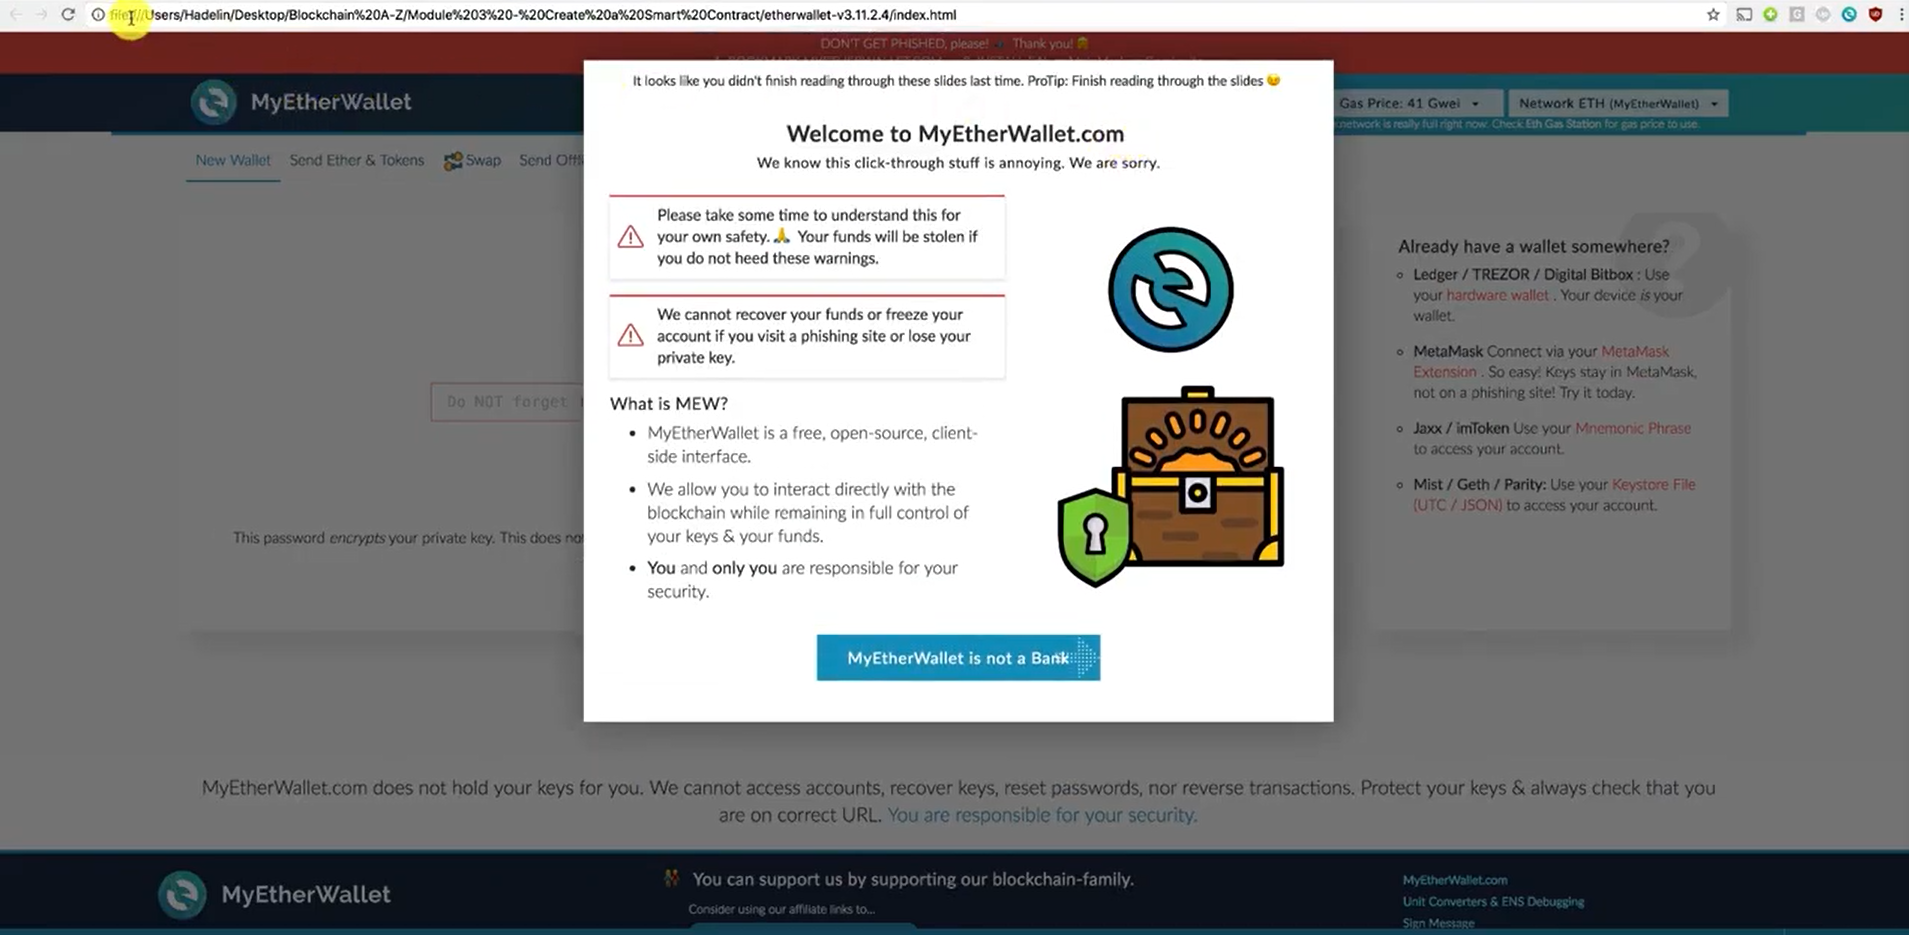 file:///Users/Hadelin/Desktop/Blockchain%20A-Z/Module%203%20-%20Create%20a%20Smart%20Contract/etherwallet-v3.11.2.4/index.html
DON'T GET PHISHED, please! Thank you!
It looks like you didn't finish reading through these slides last time. ProTip: Finish reading through the slides
MyEtherWallet
Gas Price: 41 Gwei
Network ETH (MyEtherWallet)
network is really full right now. Check Eth Gas Station for gas price to use.
New Wallet
Send Ether & Tokens
Swap
Send Offl
Welcome to MyEtherWallet.com
We know this click-through stuff is annoying. We are sorry.
Please take some time to understand this for
your own safety. 🙏 Your funds will be stolen if
you do not heed these warnings.
We cannot recover your funds or freeze your
account if you visit a phishing site or lose your
private key.
What is MEW?
• MyEtherWallet is a free, open-source, client-
side interface.
• We allow you to interact directly with the
blockchain while remaining in full control of
your keys & your funds.
• You and only you are responsible for your
security.
MyEtherWallet is not a Bank
Do NOT forget
This password encrypts your private key. This does no
Already have a wallet somewhere?
Ledger / TREZOR / Digital Bitbox : Use
your hardware wallet . Your device is your
wallet.
MetaMask Connect via your MetaMask
Extension . So easy! Keys stay in MetaMask,
not on a phishing site! Try it today.
Jaxx / imToken Use your Mnemonic Phrase
to access your account.
Mist / Geth / Parity: Use your Keystore File
(UTC / JSON) to access your account.
MyEtherWallet.com does not hold your keys for you. We cannot access accounts, recover keys, reset passwords, nor reverse transactions. Protect your keys & always check that you
are on correct URL. You are responsible for your security.
MyEtherWallet
You can support us by supporting our blockchain-family.
Consider using our affiliate links to...
MyEtherWallet.com
Unit Converters & ENS Debugging
Sign Message